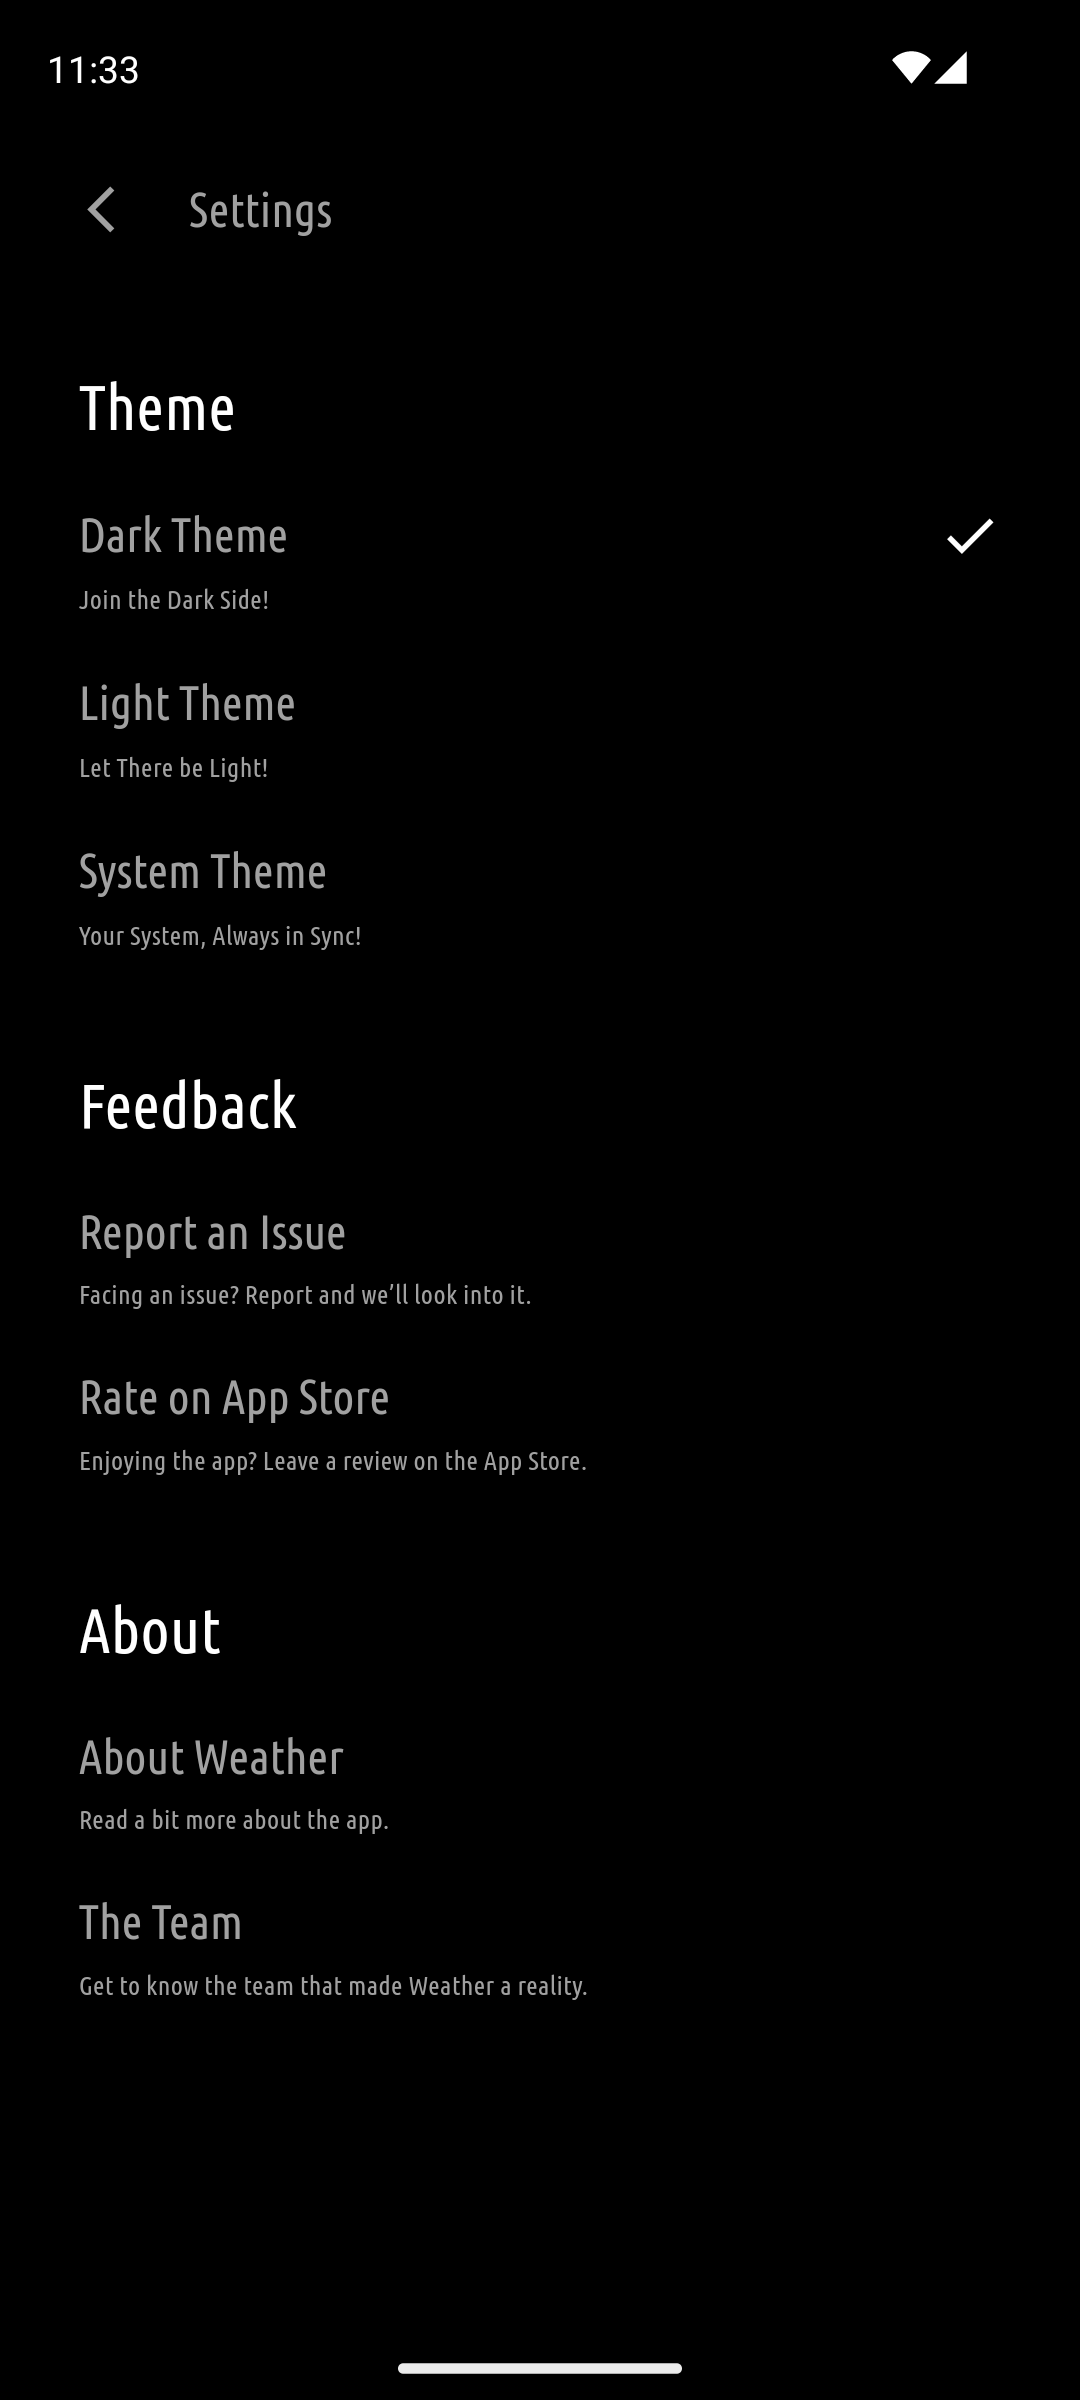 11:33
Settings
Theme
Dark Theme
Join the Dark Side!
Light Theme
Let There be Light!
System Theme
Your System, Always in Sync!
Feedback
Report an Issue
Facing an issue? Report and we’ll look into it.
Rate on App Store
Enjoying the app? Leave a review on the App Store.
About
About Weather
Read a bit more about the app.
The Team
Get to know the team that made Weather a reality.